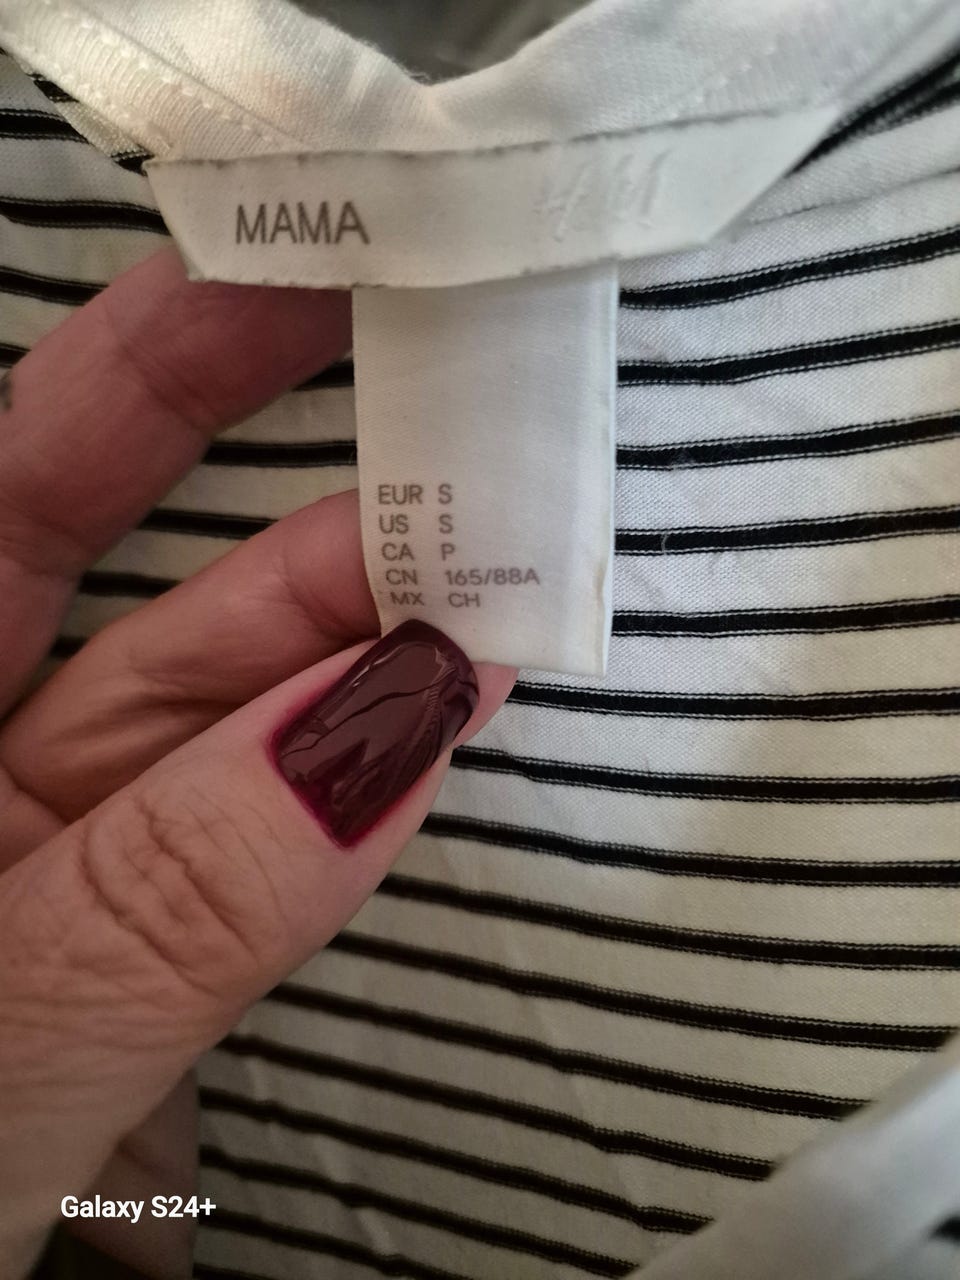 MAMA H&M
EUR S
US S
CA P
CN 165/88A
MX CH
Galaxy S24+